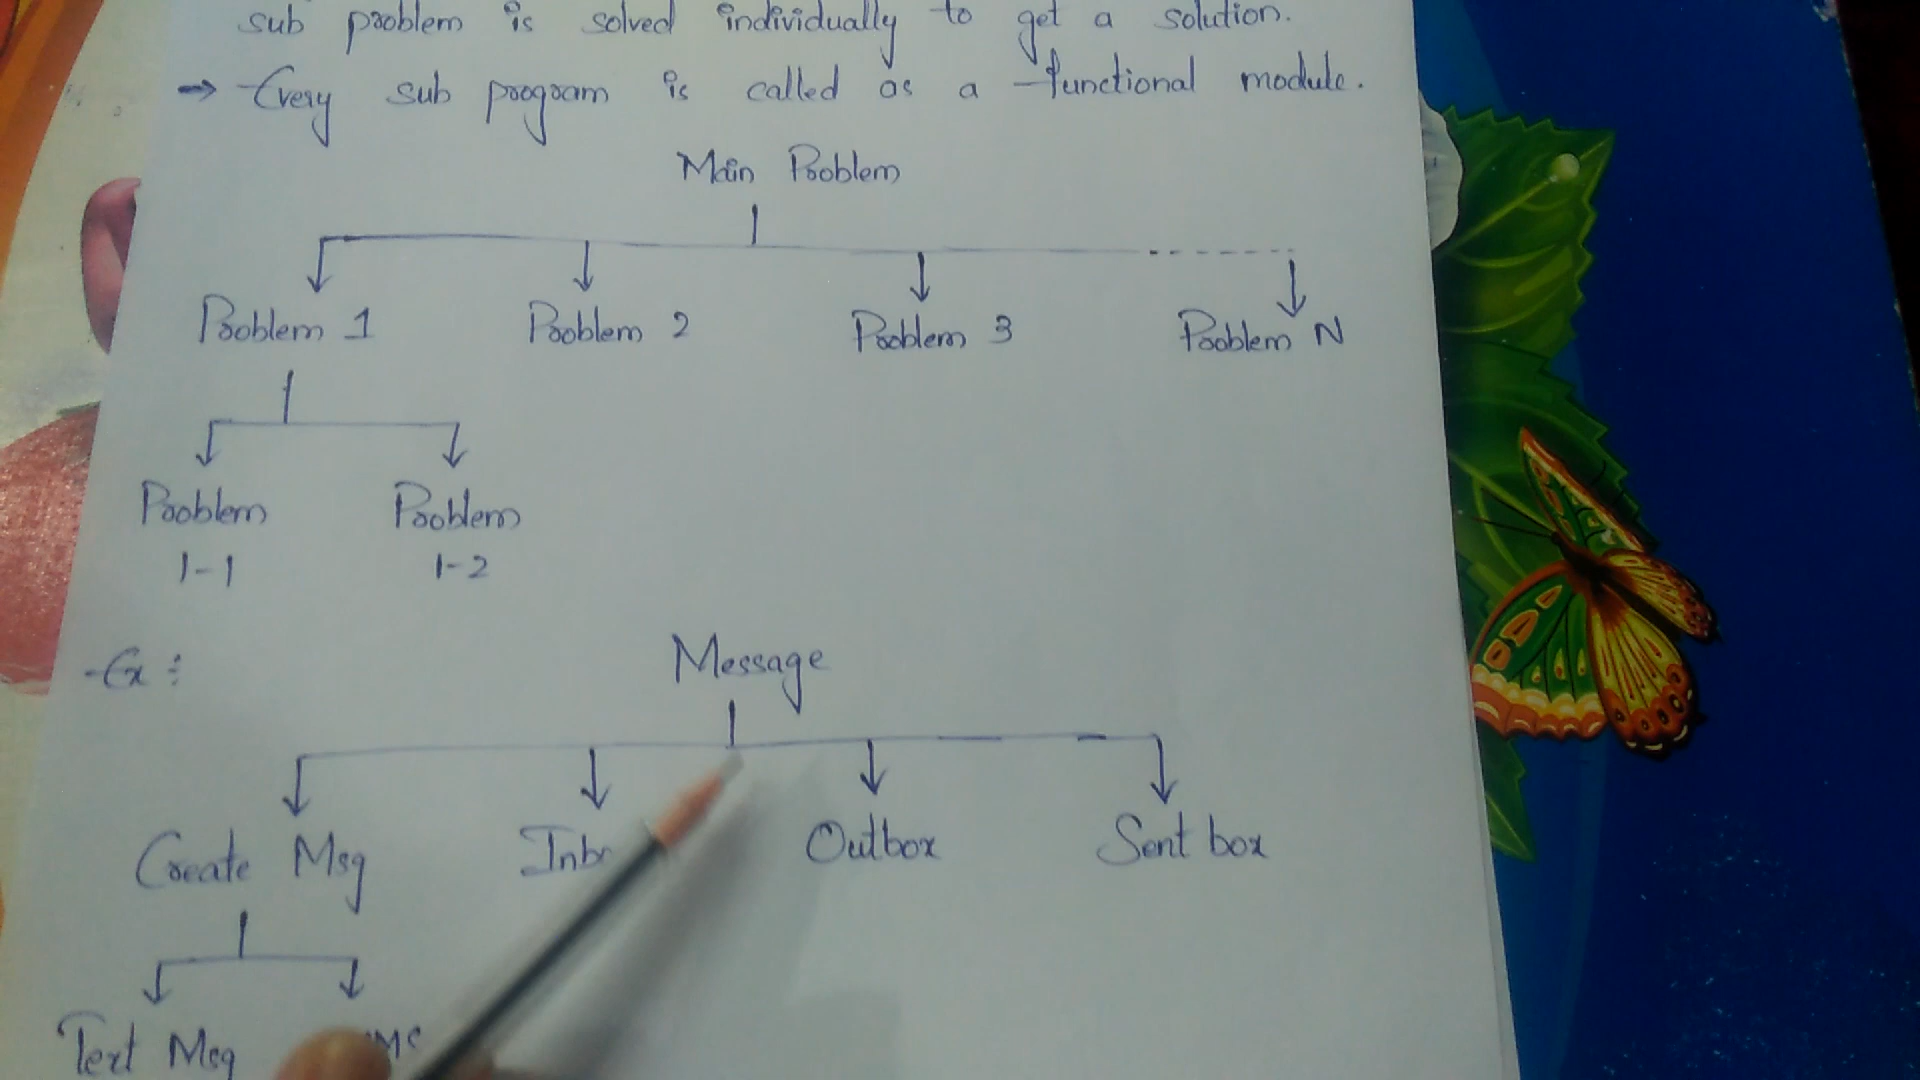 sub problem is solved individually to get a solution.
→ Every sub program is called as a functional module.
Main Problem
Problem 1 Problem 2 Problem 3 Problem N
Problem 1-1 Problem 1-2
Ex :
Message
Create Msg Outbox Sent box
Text Msg